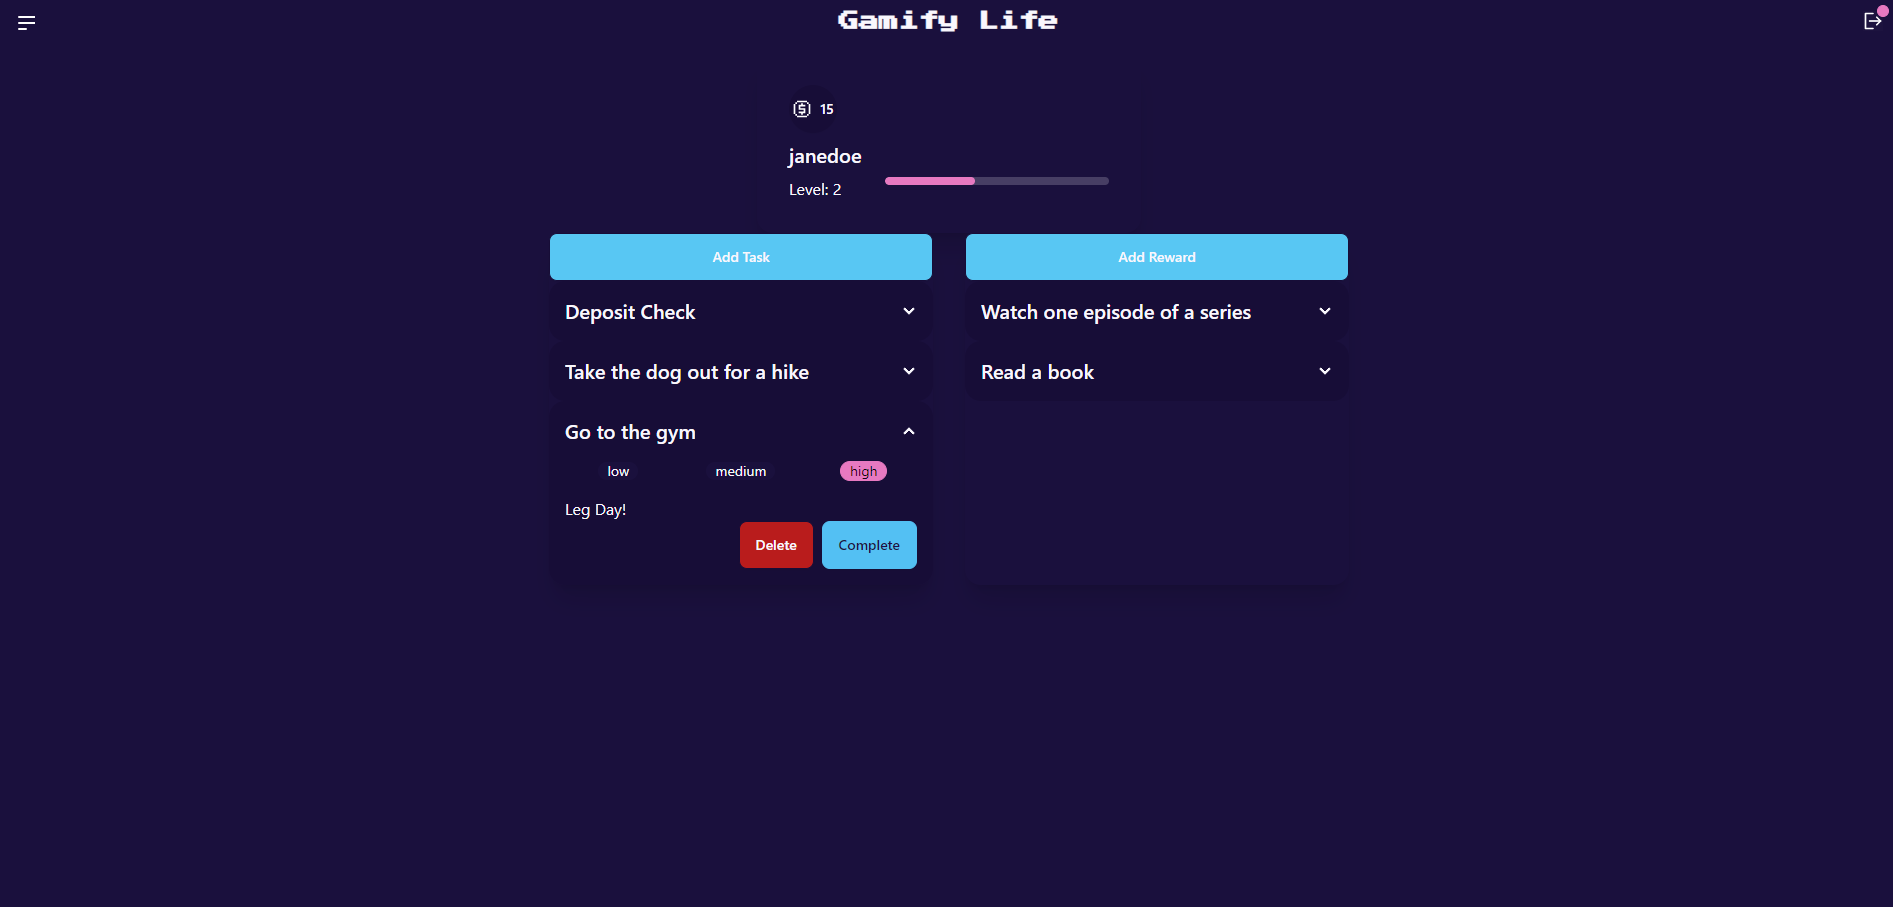 Gamify Life
15
janedoe
Level: 2
Add Task
Deposit Check
Take the dog out for a hike
Go to the gym
low medium high
Leg Day!
Delete Complete
Add Reward
Watch one episode of a series
Read a book